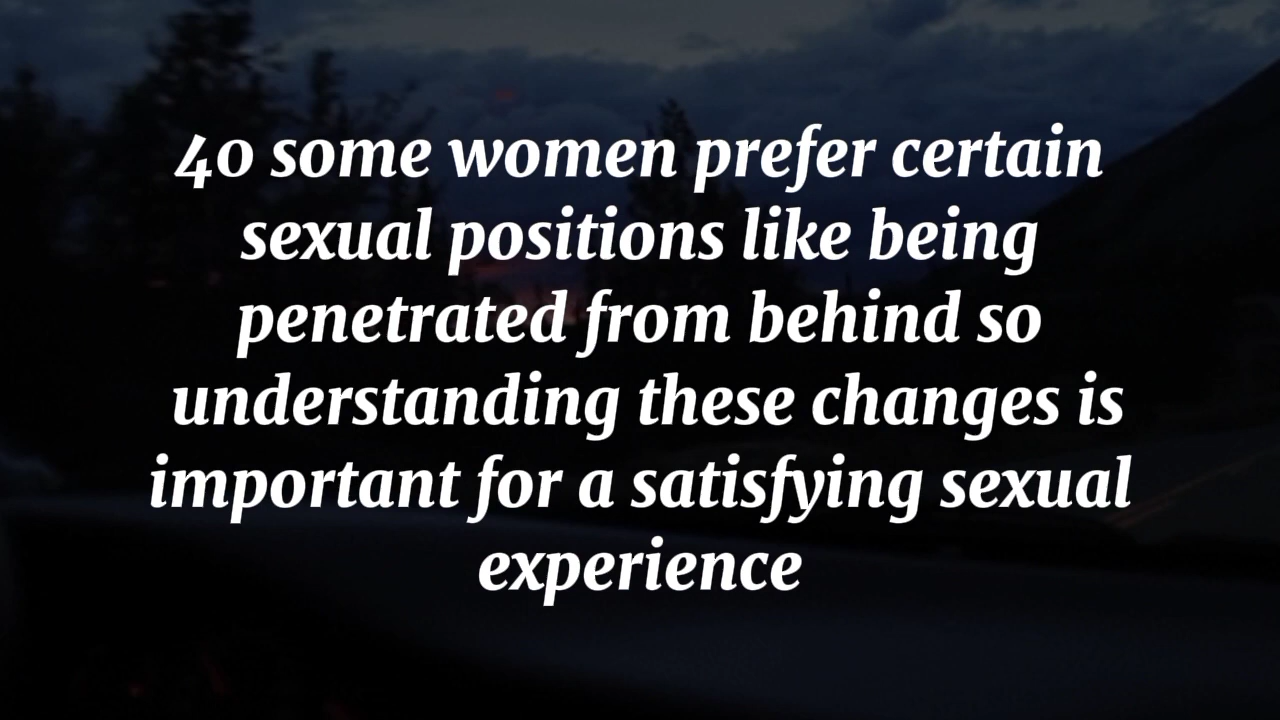 40 some women prefer certain
sexual positions like being
penetrated from behind so
understanding these changes is
important for a satisfying sexual
experience